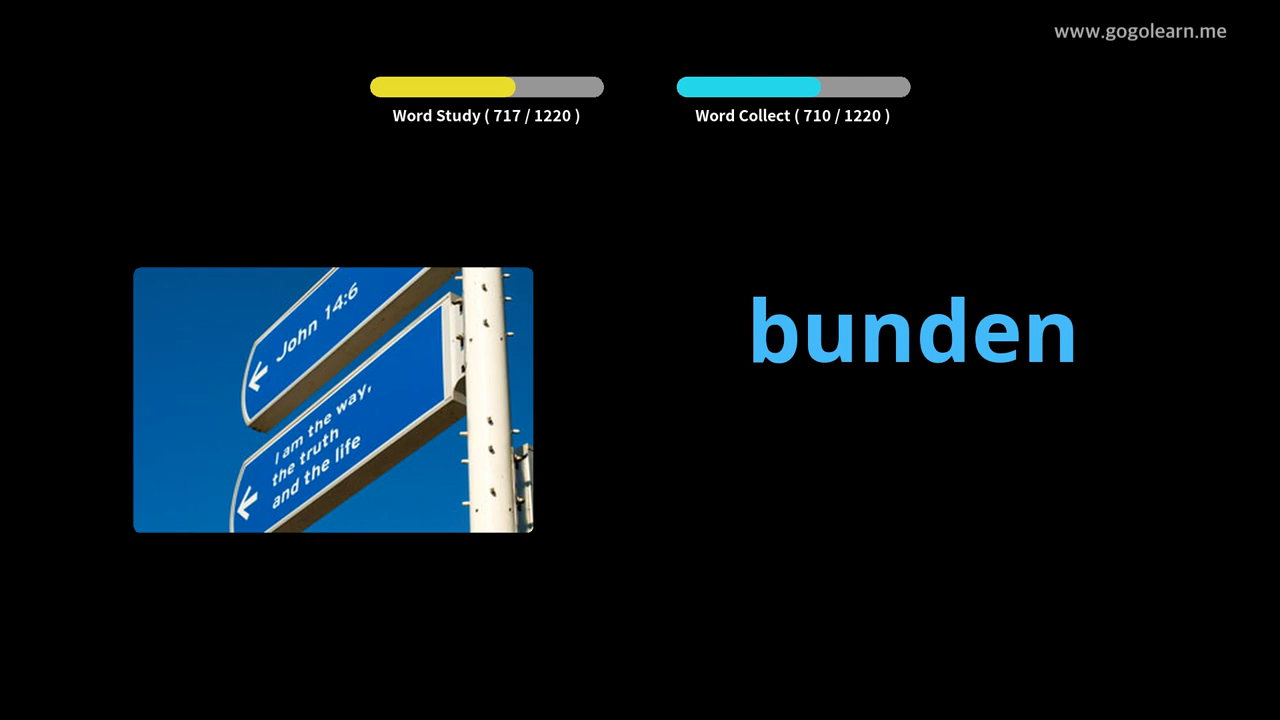 www.gogolearn.me
Word Study ( 717 / 1220 )
Word Collect ( 710 / 1220 )
John 14:6
I am the way,
the truth
and the life
bunden